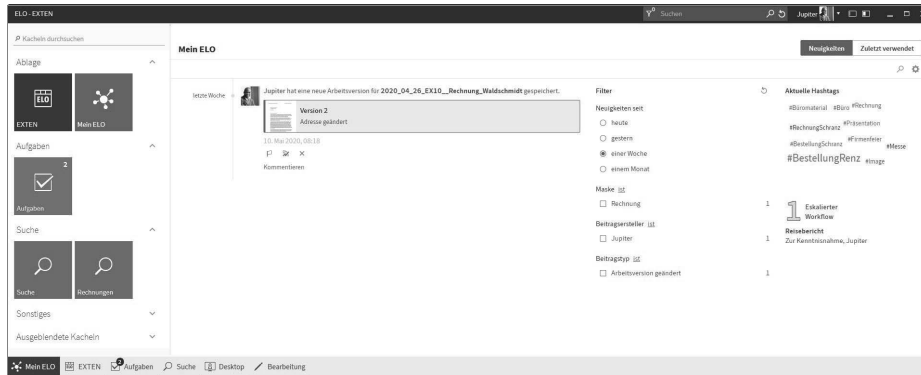 ELO - EXTEN
0
Suchen
Jupiter
Kacheln durchsuchen
Ablage
ELO
EXTEN
Mein ELO
Aufgaben
2
Aufgaben
Suche
Suche
Rechnungen
Sonstiges
Ausgeblendete Kacheln
Mein ELO
Neuigkeiten
Zuletzt verwendet
letzte Woche
Jupiter hat eine neue Arbeitsversion für 2020_04_26_EX10__Rechnung_Waldschmidt gespeichert.
Version 2
Adresse geändert
10. Mai 2020, 08:18
Kommentieren
Filter
Neuigkeiten seit
heute
gestern
einer Woche
einem Monat
Maske ist
Rechnung 1
Beitragsersteller ist
Jupiter 1
Beitragstyp ist
Arbeitsversion geändert 1
Aktuelle Hashtags
#Büromaterial #Büro #Rechnung
#RechnungSchranz #Präsentation
#BestellungSchranz #Firmenfeier #Messe
#BestellungRenz #Image
1 Eskalierter
Workflow
Reisebericht
Zur Kenntnisnahme, Jupiter
Mein ELO EXTEN 2 Aufgaben Suche Desktop Bearbeitung